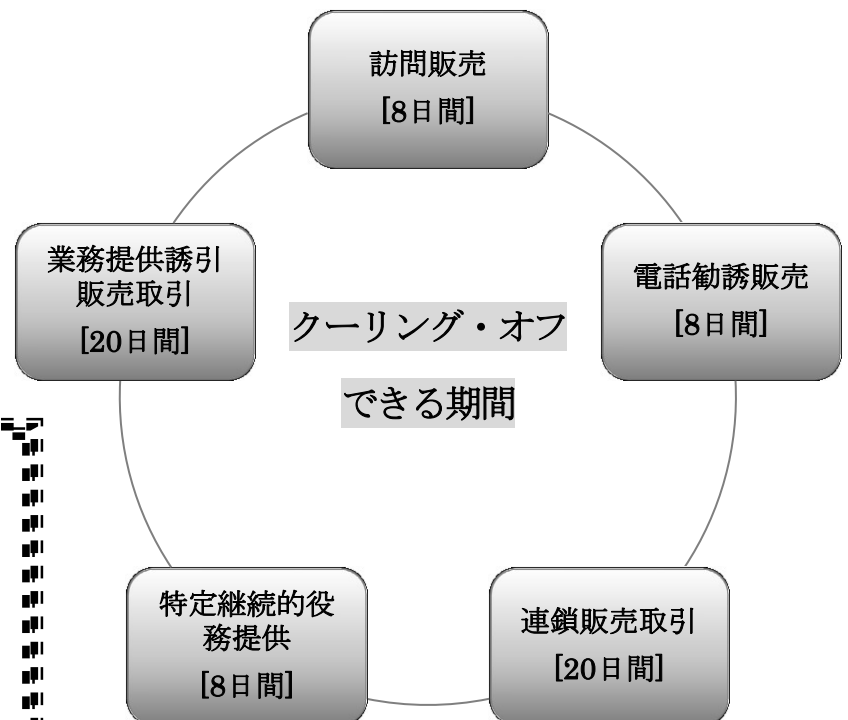 訪問販売
[8日間]
業務提供誘引
販売取引
[20日間]
電話勧誘販売
[8日間]
クーリング・オフ
できる期間
特定継続的役
務提供
[8日間]
連鎖販売取引
[20日間]